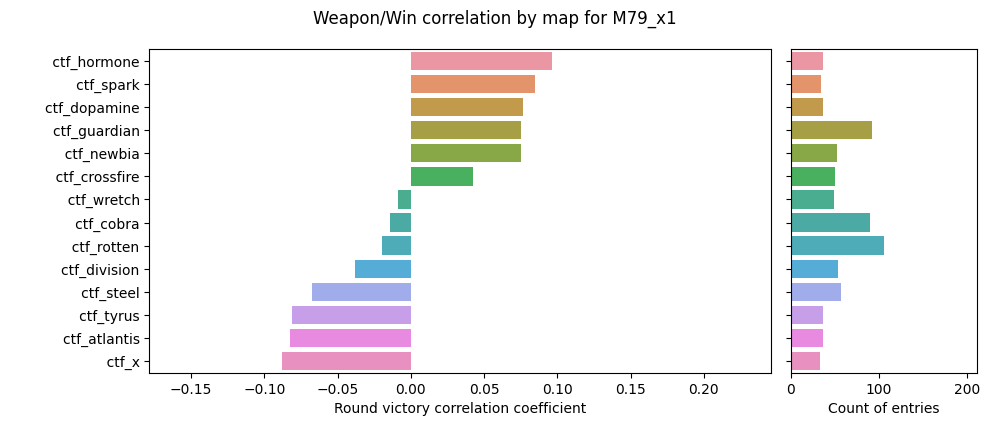 Weapon/Win correlation by map for M79_x1
ctf_hormone
ctf_spark
ctf_dopamine
ctf_guardian
ctf_newbia
ctf_crossfire
ctf_wretch
ctf_cobra
ctf_rotten
ctf_division
ctf_steel
ctf_tyrus
ctf_atlantis
ctf_x
−0.15 −0.10 −0.05 0.00 0.05 0.10 0.15 0.20
Round victory correlation coefficient
0 100 200
Count of entries